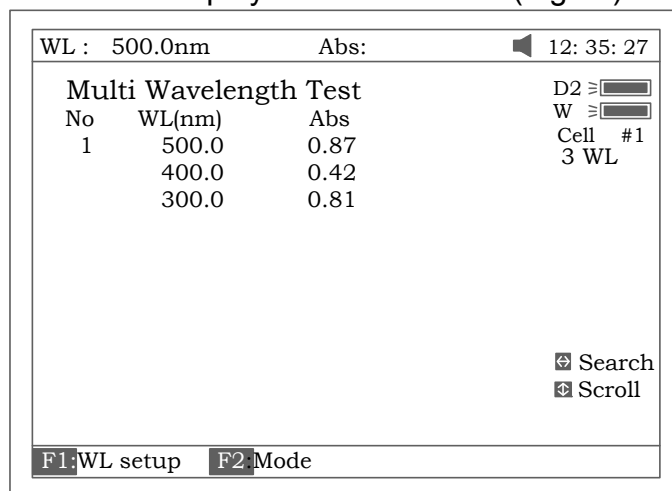 WL : 500.0nm Abs: 12: 35: 27
Multi Wavelength Test
No WL(nm) Abs
1 500.0 0.87
400.0 0.42
300.0 0.81
D2
W
Cell #1
3 WL
Search
Scroll
F1:WL setup F2:Mode